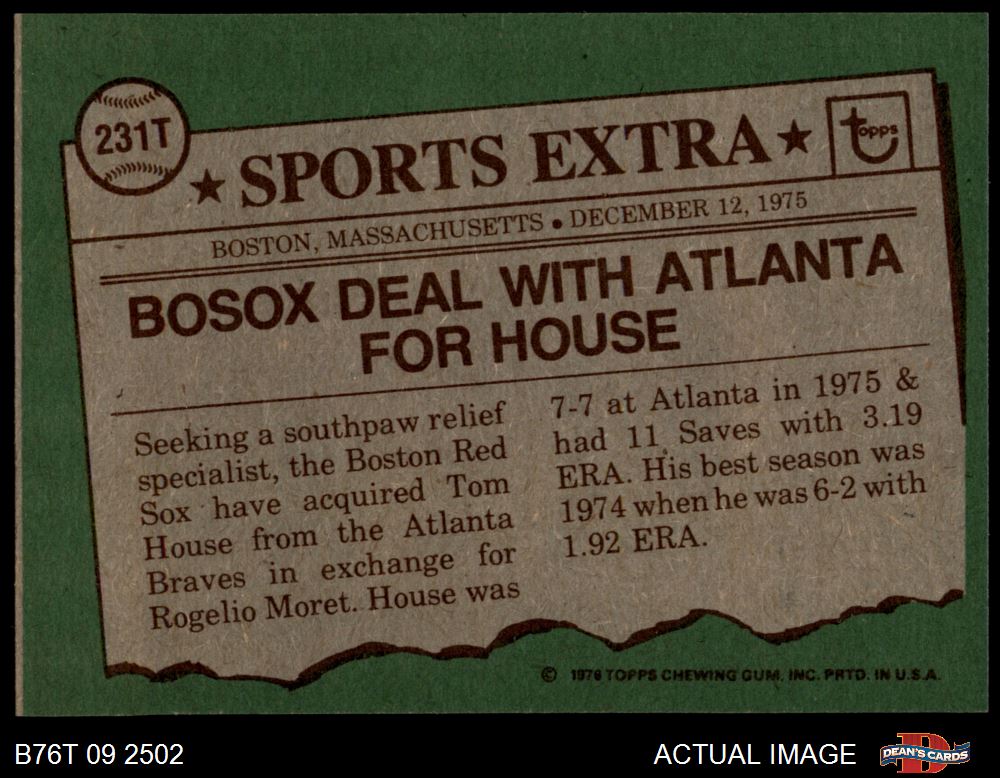 231T
★ SPORTS EXTRA ★
topps
BOSTON, MASSACHUSETTS • DECEMBER 12, 1975
BOSOX DEAL WITH ATLANTA
FOR HOUSE
Seeking a southpaw relief
specialist, the Boston Red
Sox have acquired Tom
House from the Atlanta
Braves in exchange for
Rogelio Moret. House was
7-7 at Atlanta in 1975 &
had 11 Saves with 3.19
ERA. His best season was
1974 when he was 6-2 with
1.92 ERA.
© 1976 TOPPS CHEWING GUM, INC. PRTD. IN U.S.A.
B76T 09 2502
ACTUAL IMAGE
DEAN'S CARDS